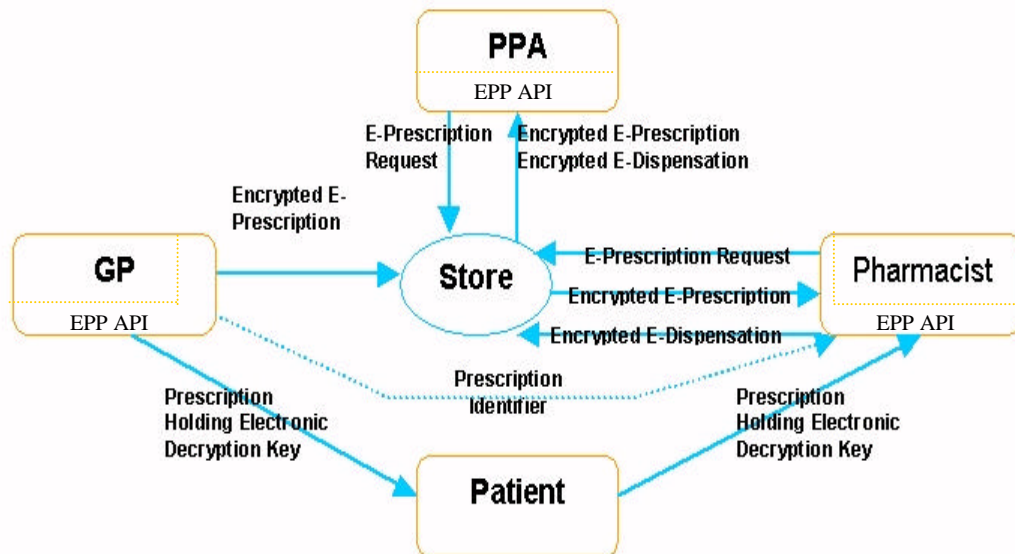 PPA
EPP API
E-Prescription
Request
Encrypted E-Prescription
Encrypted E-Dispensation
Encrypted E-
Prescription
GP
EPP API
Store
E-Prescription Request
Encrypted E-Prescription
Encrypted E-Dispensation
Pharmacist
EPP API
Prescription
Identifier
Prescription
Holding Electronic
Decryption Key
Prescription
Holding Electronic
Decryption Key
Patient